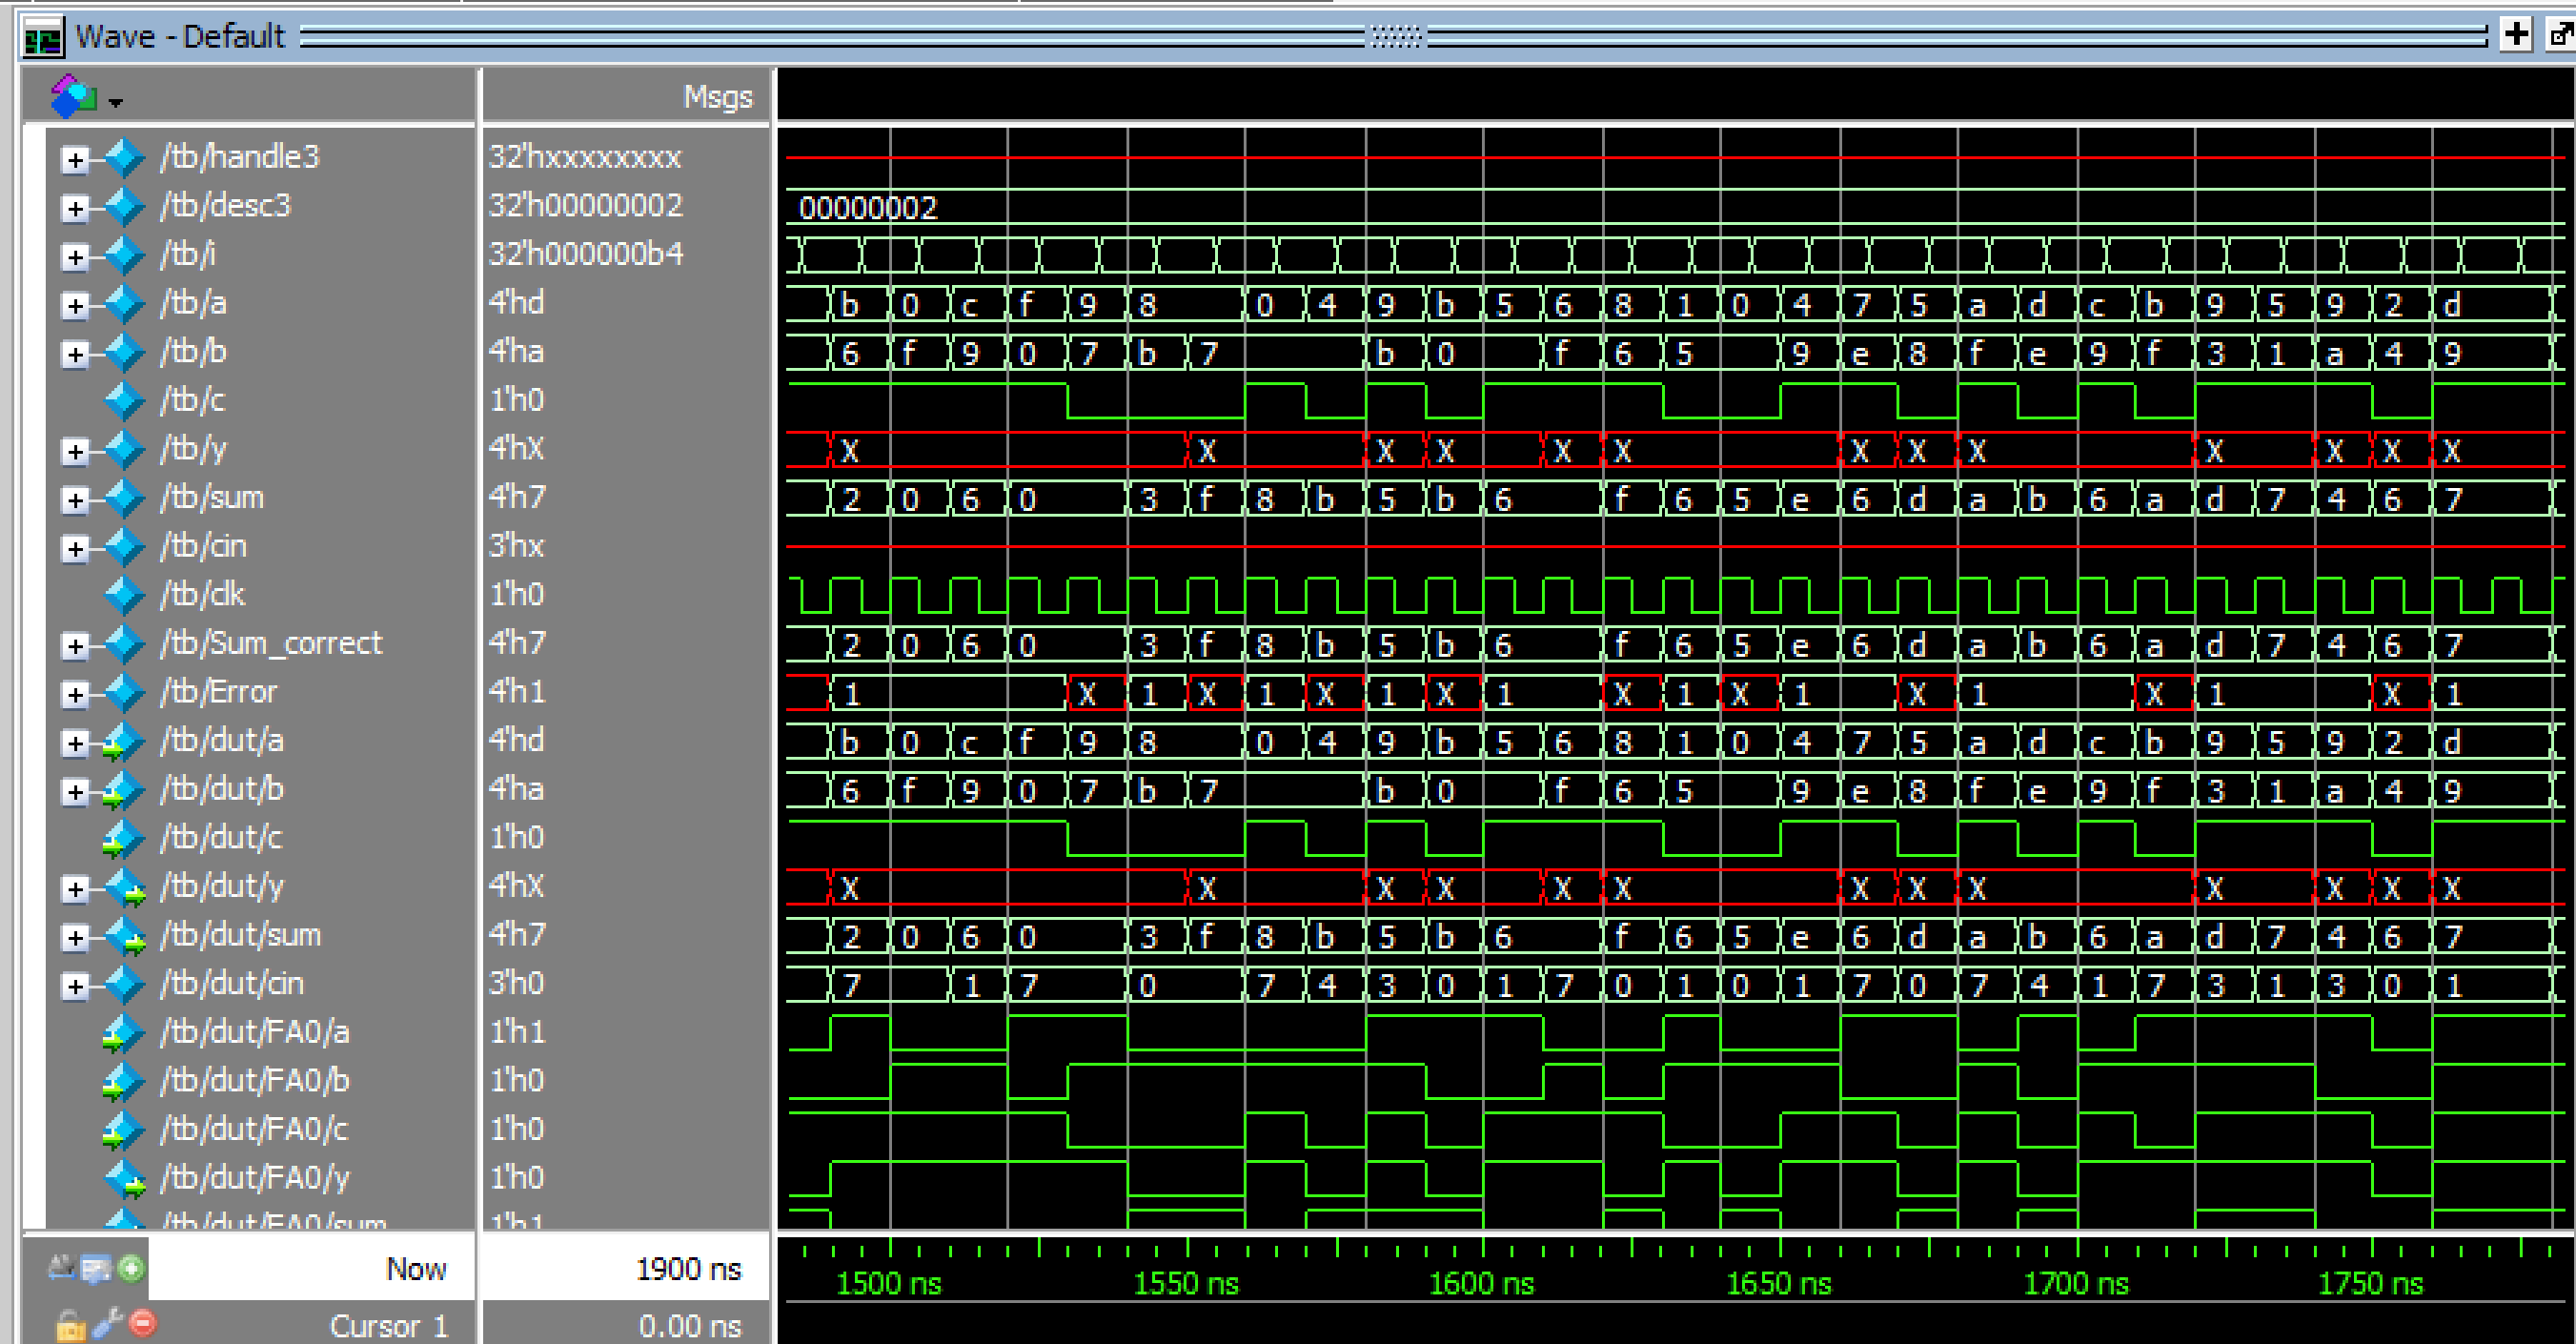 Wave - Default
Msgs
/tb/handle3 32'hxxxxxxxx
/tb/desc3 32'h00000002 00000002
/tb/i 32'h000000b4
/tb/a 4'hd b 0 c f 9 8 0 4 9 b 5 6 8 1 0 4 7 5 a d c b 9 5 9 2 d
/tb/b 4'ha 6 f 9 0 7 b 7 b 0 f 6 5 9 e 8 f e 9 f 3 1 a 4 9
/tb/c 1'h0
/tb/y 4'hX X X X X X X X X X X X X X
/tb/sum 4'h7 2 0 6 0 3 f 8 b 5 b 6 f 6 5 e 6 d a b 6 a d 7 4 6 7
/tb/cin 3'hx
/tb/clk 1'h0
/tb/Sum_correct 4'h7 2 0 6 0 3 f 8 b 5 b 6 f 6 5 e 6 d a b 6 a d 7 4 6 7
/tb/Error 4'h1 1 X 1 X 1 X 1 X 1 X 1 X 1 X 1 X 1 X 1
/tb/dut/a 4'hd b 0 c f 9 8 0 4 9 b 5 6 8 1 0 4 7 5 a d c b 9 5 9 2 d
/tb/dut/b 4'ha 6 f 9 0 7 b 7 b 0 f 6 5 9 e 8 f e 9 f 3 1 a 4 9
/tb/dut/c 1'h0
/tb/dut/y 4'hX X X X X X X X X X X X X X
/tb/dut/sum 4'h7 2 0 6 0 3 f 8 b 5 b 6 f 6 5 e 6 d a b 6 a d 7 4 6 7
/tb/dut/cin 3'h0 7 1 7 0 7 4 3 0 1 7 0 1 0 1 7 0 7 4 1 7 3 1 3 0 1
/tb/dut/FA0/a 1'h1
/tb/dut/FA0/b 1'h0
/tb/dut/FA0/c 1'h0
/tb/dut/FA0/y 1'h0
/tb/dut/FA0/sum 1'h1
Now 1900 ns 1500 ns 1550 ns 1600 ns 1650 ns 1700 ns 1750 ns
Cursor 1 0.00 ns